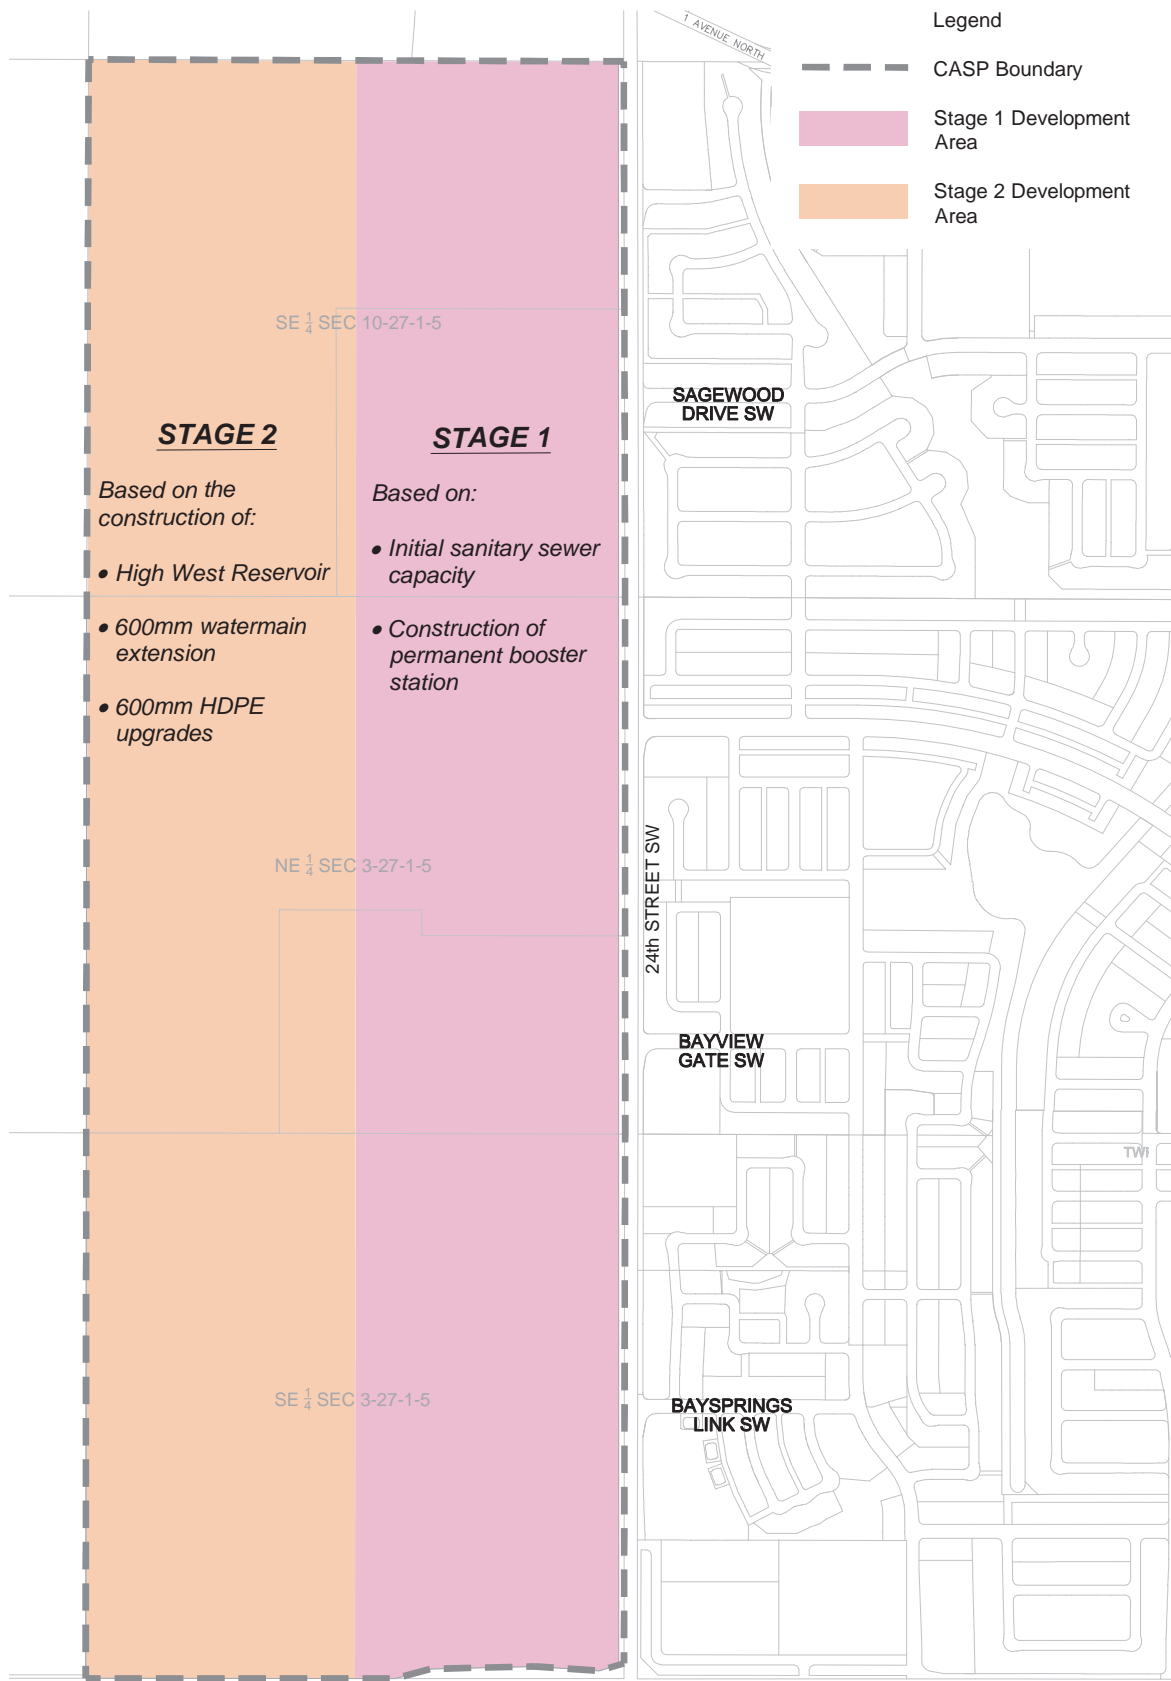 1 AVENUE NORTH
Legend
CASP Boundary
Stage 1 Development
Area
Stage 2 Development
Area
SE 1/4 SEC 10-27-1-5
SAGEWOOD
DRIVE SW
STAGE 2
Based on the
construction of:
• High West Reservoir
• 600mm watermain
extension
• 600mm HDPE
upgrades
STAGE 1
Based on:
• Initial sanitary sewer
capacity
• Construction of
permanent booster
station
24th STREET SW
NE 1/4 SEC 3-27-1-5
BAYVIEW
GATE SW
TWI
SE 1/4 SEC 3-27-1-5
BAYSPRINGS
LINK SW